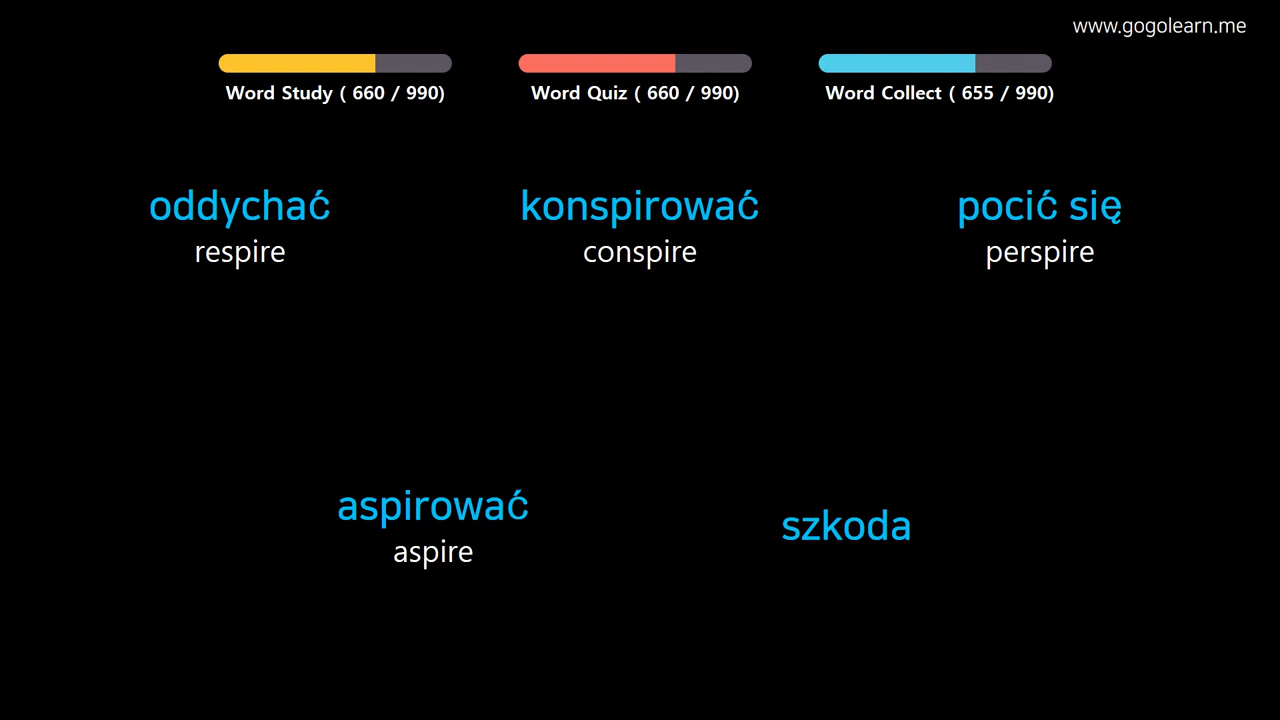 www.gogolearn.me
Word Study ( 660 / 990)
Word Quiz ( 660 / 990)
Word Collect ( 655 / 990)
oddychać
respire
konspirować
conspire
pocić się
perspire
aspirować
aspire
szkoda